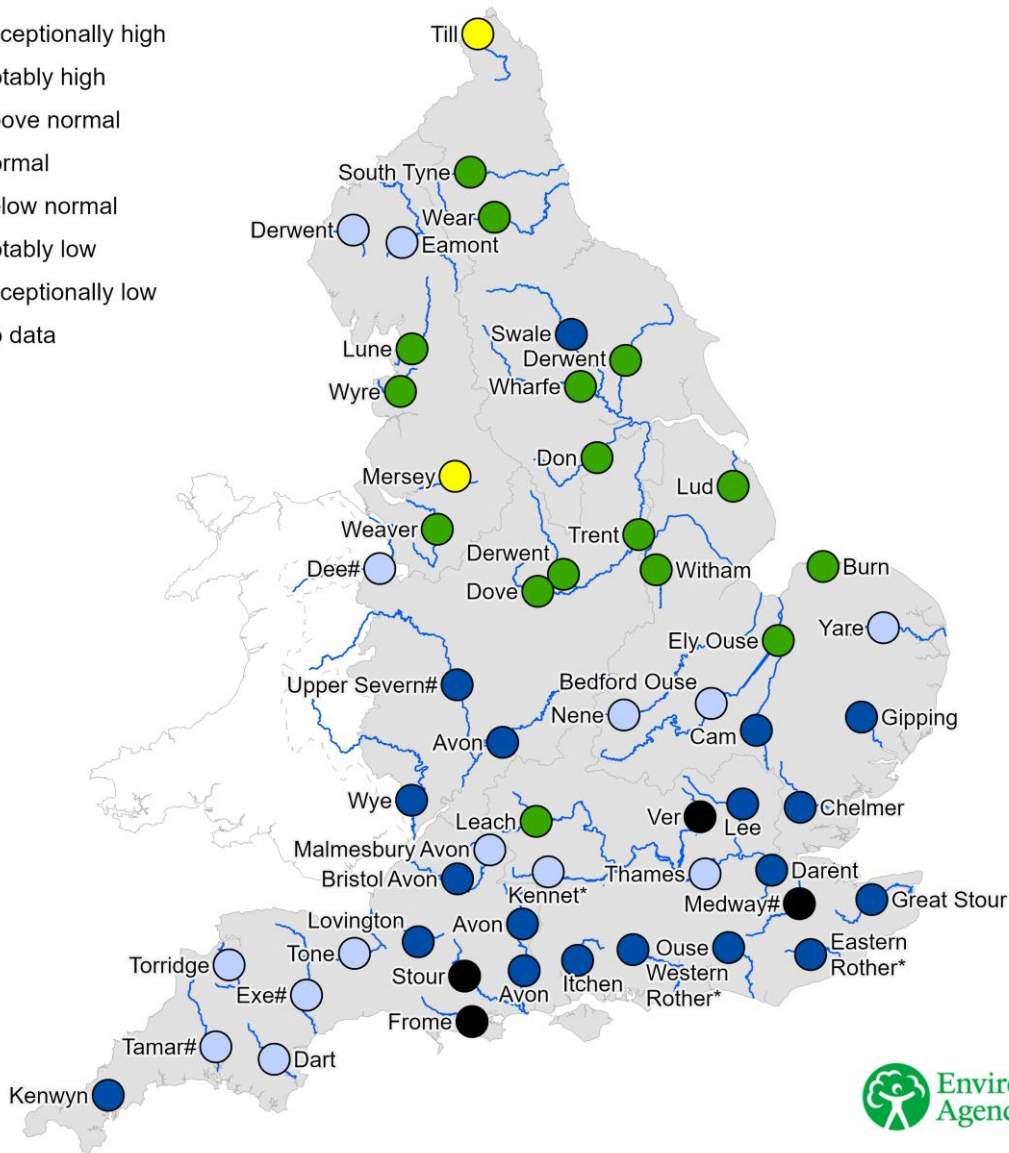 ceptionally high
tably high
ove normal
ormal
elow normal
tably low
ceptionally low
data
Till
South Tyne
Wear
Derwent
Eamont
Swale
Lune
Derwent
Wharfe
Wyre
Don
Mersey
Lud
Weaver
Trent
Derwent
Dee#
Witham
Burn
Dove
Yare
Ely Ouse
Upper Severn#
Bedford Ouse
Nene
Gipping
Cam
Avon
Wye
Ver
Lee
Chelmer
Leach
Malmesbury Avon
Thames
Darent
Bristol Avon
Kennet*
Medway#
Great Stour
Lovington
Avon
Tone
Ouse
Eastern
Rother*
Torridge
Stour
Avon
Itchen
Western
Rother*
Exe#
Frome
Tamar#
Dart
Kenwyn
Enviro
Agenc